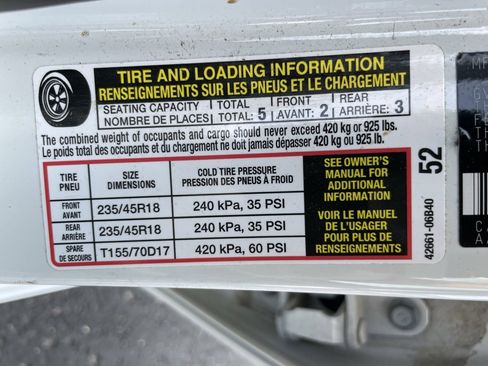 TIRE AND LOADING INFORMATION
RENSEIGNEMENTS SUR LES PNEUS ET LE CHARGEMENT
SEATING CAPACITY TOTAL 5 FRONT 2 REAR 3
NOMBRE DE PLACES: TOTAL: AVANT: ARRIÈRE:
The combined weight of occupants and cargo should never exceed 420 kg or 925 lbs.
Le poids total des occupants et du chargement ne doit jamais dépasser 420 kg ou 925 lb.
TIRE
PNEU
SIZE
DIMENSIONS
COLD TIRE PRESSURE
PRESSION DES PNEUS À FROID
FRONT
AVANT
235/45R18
240 kPa, 35 PSI
REAR
ARRIÈRE
235/45R18
240 kPa, 35 PSI
SPARE
DE SECOURS
T155/70D17
420 kPa, 60 PSI
SEE OWNER'S
MANUAL FOR
ADDITIONAL
INFORMATION
VOIR LE MANUEL
DE L'USAGER
POUR PLUS DE
RENSEIGNEMENTS
52
42661-06B40